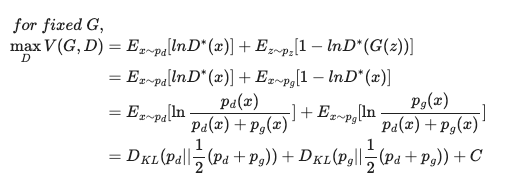 for fixed G,
max_D V(G, D) = E_{x∼p_d}[lnD*(x)] + E_{z∼p_z}[1 − lnD*(G(z))]
= E_{x∼p_d}[lnD*(x)] + E_{x∼p_g}[1 − lnD*(x)]
= E_{x∼p_d}[ln p_d(x)/(p_d(x) + p_g(x))] + E_{x∼p_g}[ln p_g(x)/(p_d(x) + p_g(x))]
= D_{KL}(p_d||1/2(p_d + p_g)) + D_{KL}(p_g||1/2(p_d + p_g)) + C